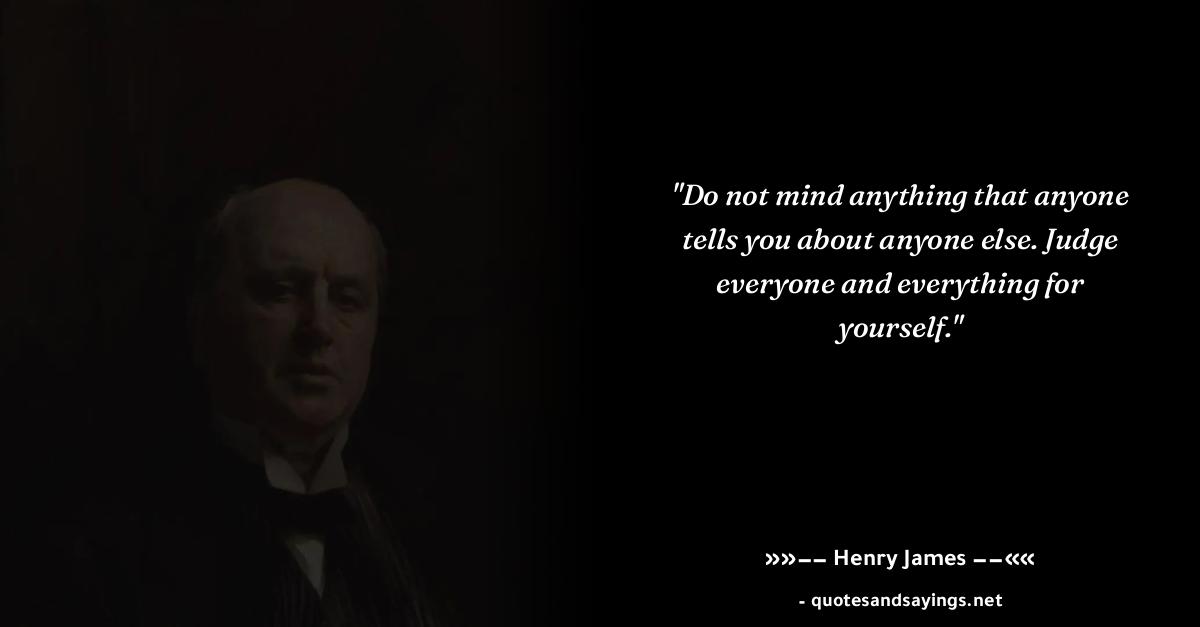 "Do not mind anything that anyone
tells you about anyone else. Judge
everyone and everything for
yourself."
»»–– Henry James ––««
- quotesandsayings.net